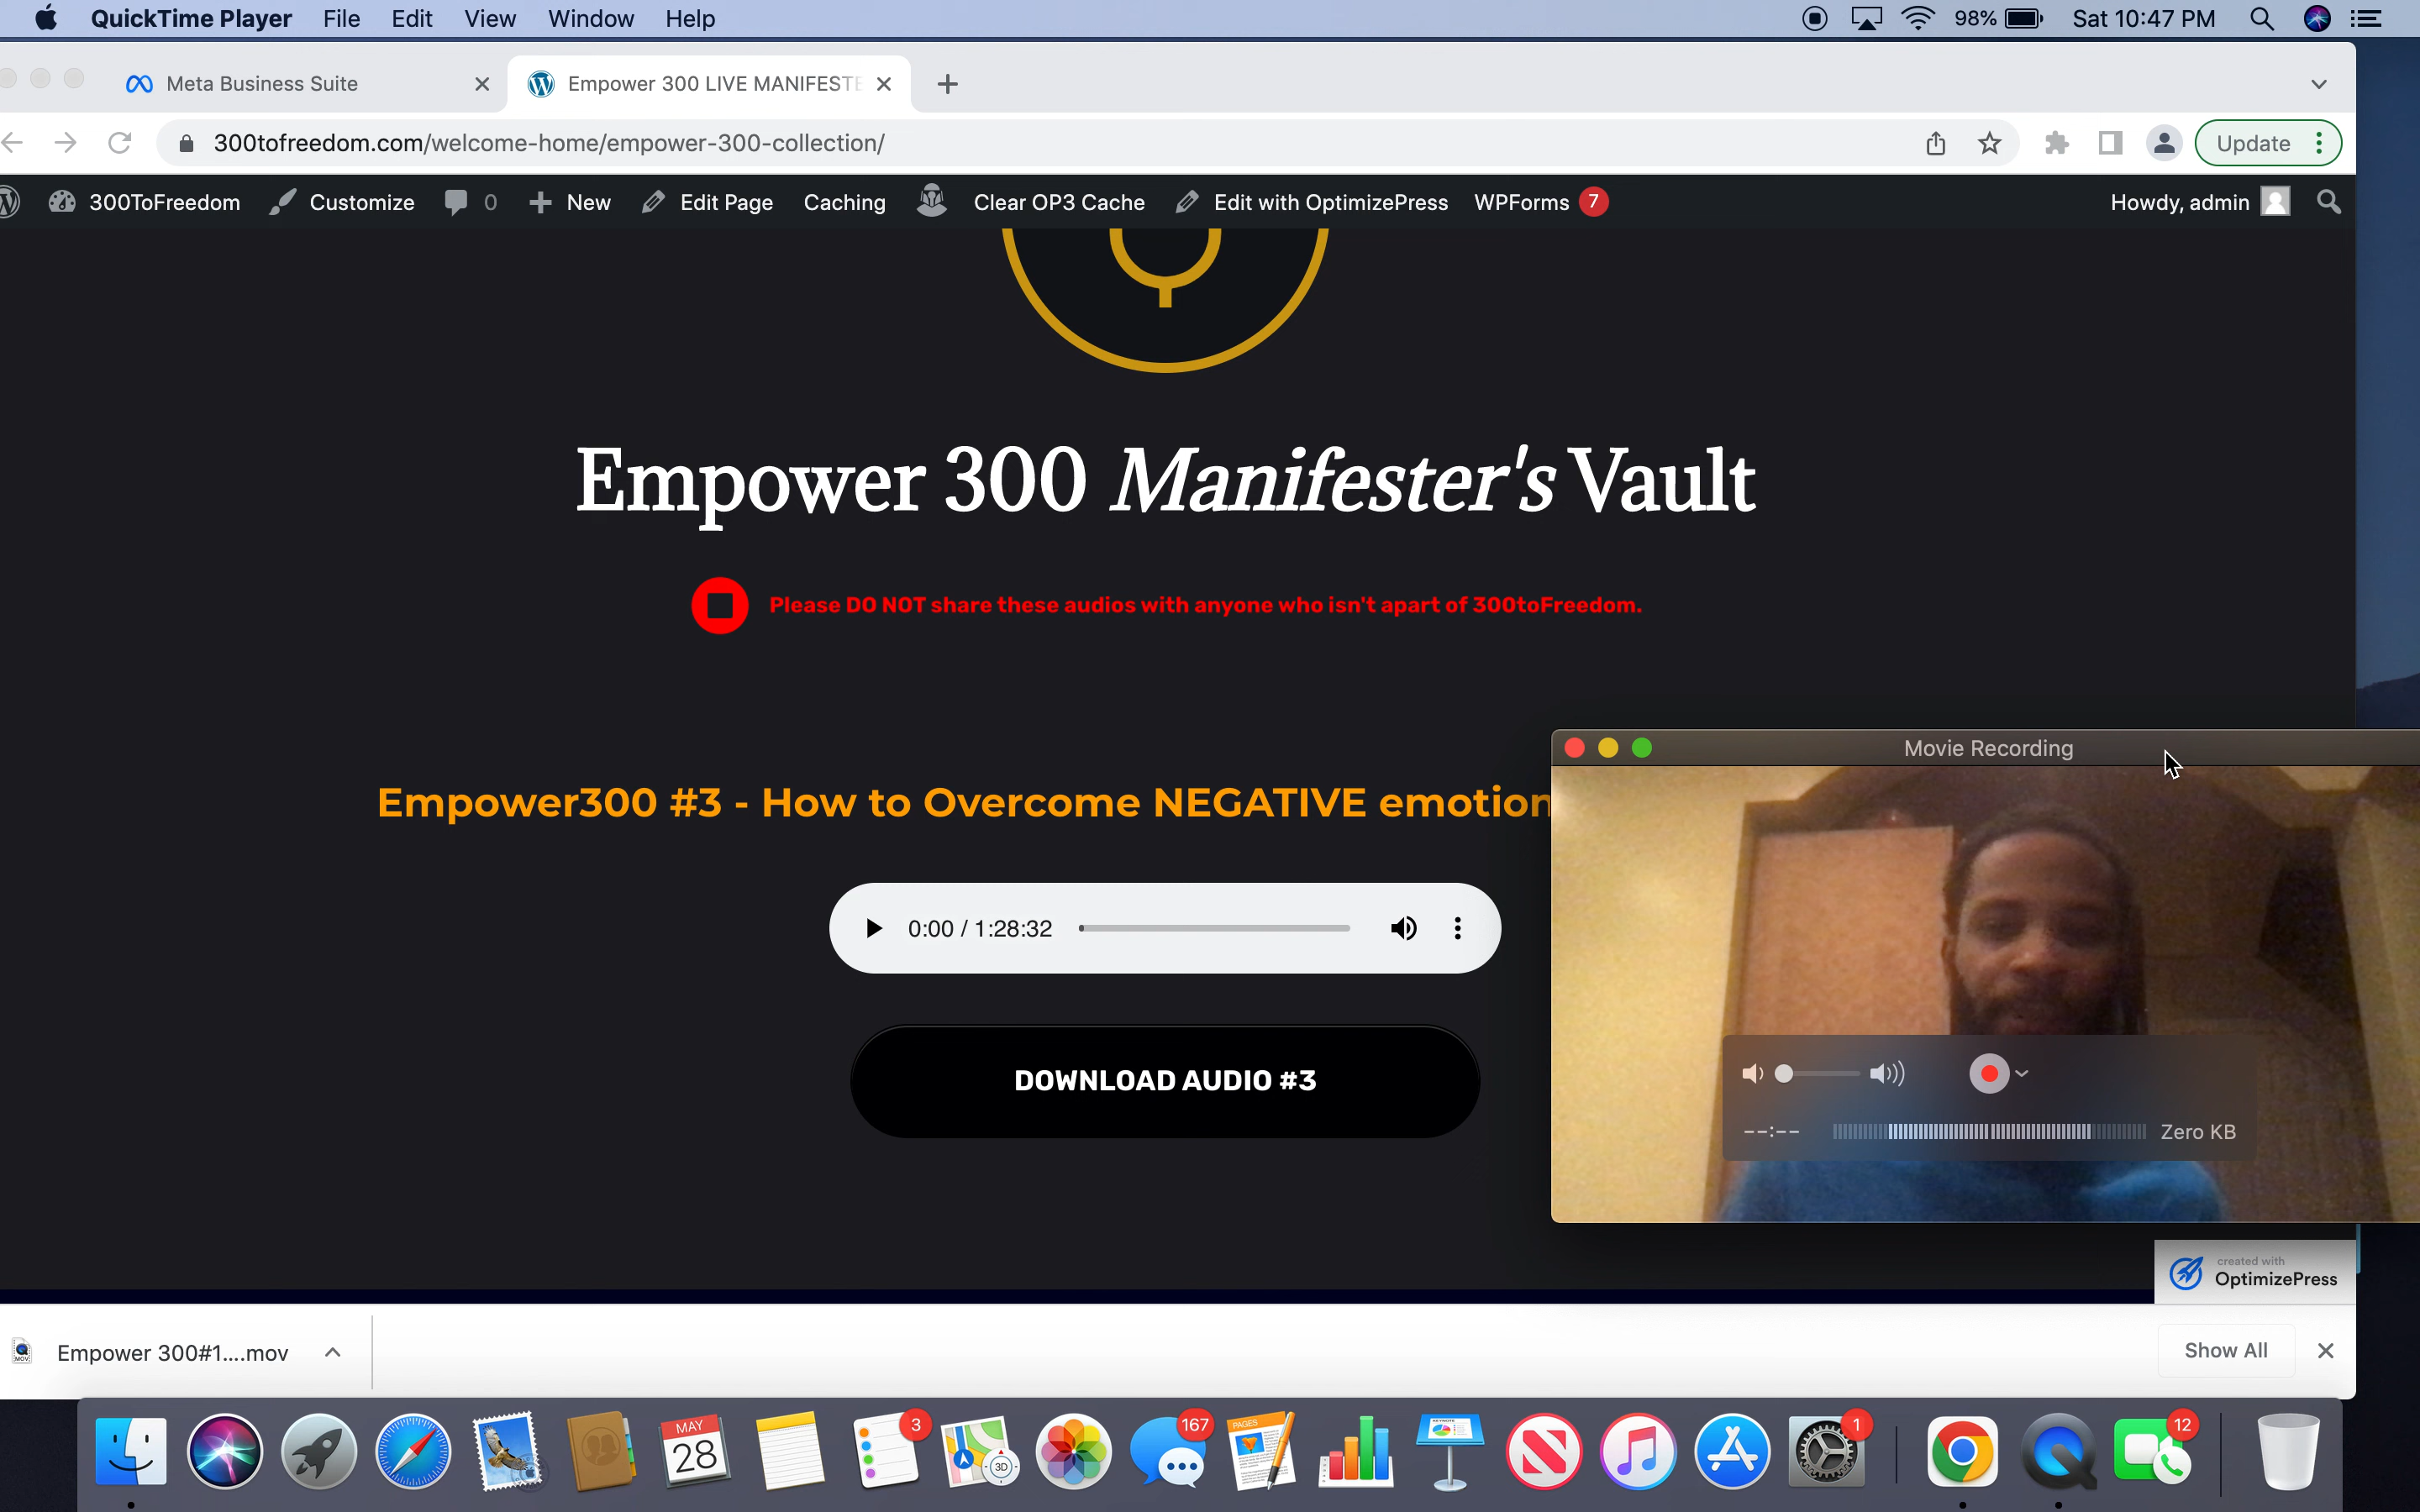 QuickTime Player File Edit View Window Help 98% Sat 10:47 PM
Meta Business Suite
Empower 300 LIVE MANIFESTE
300tofreedom.com/welcome-home/empower-300-collection/
Update
300ToFreedom Customize 0 New Edit Page Caching Clear OP3 Cache Edit with OptimizePress WPForms 7 Howdy, admin
Empower 300 Manifester's Vault
Please DO NOT share these audios with anyone who isn't apart of 300toFreedom.
Movie Recording
Empower300 #3 - How to Overcome NEGATIVE emotion
0:00 / 1:28:32
DOWNLOAD AUDIO #3
--:-- Zero KB
created with
OptimizePress
MOV
Empower 300#1....mov
Show All
MAY
28
3
3D
167
PAGES
KEYNOTE
1
12